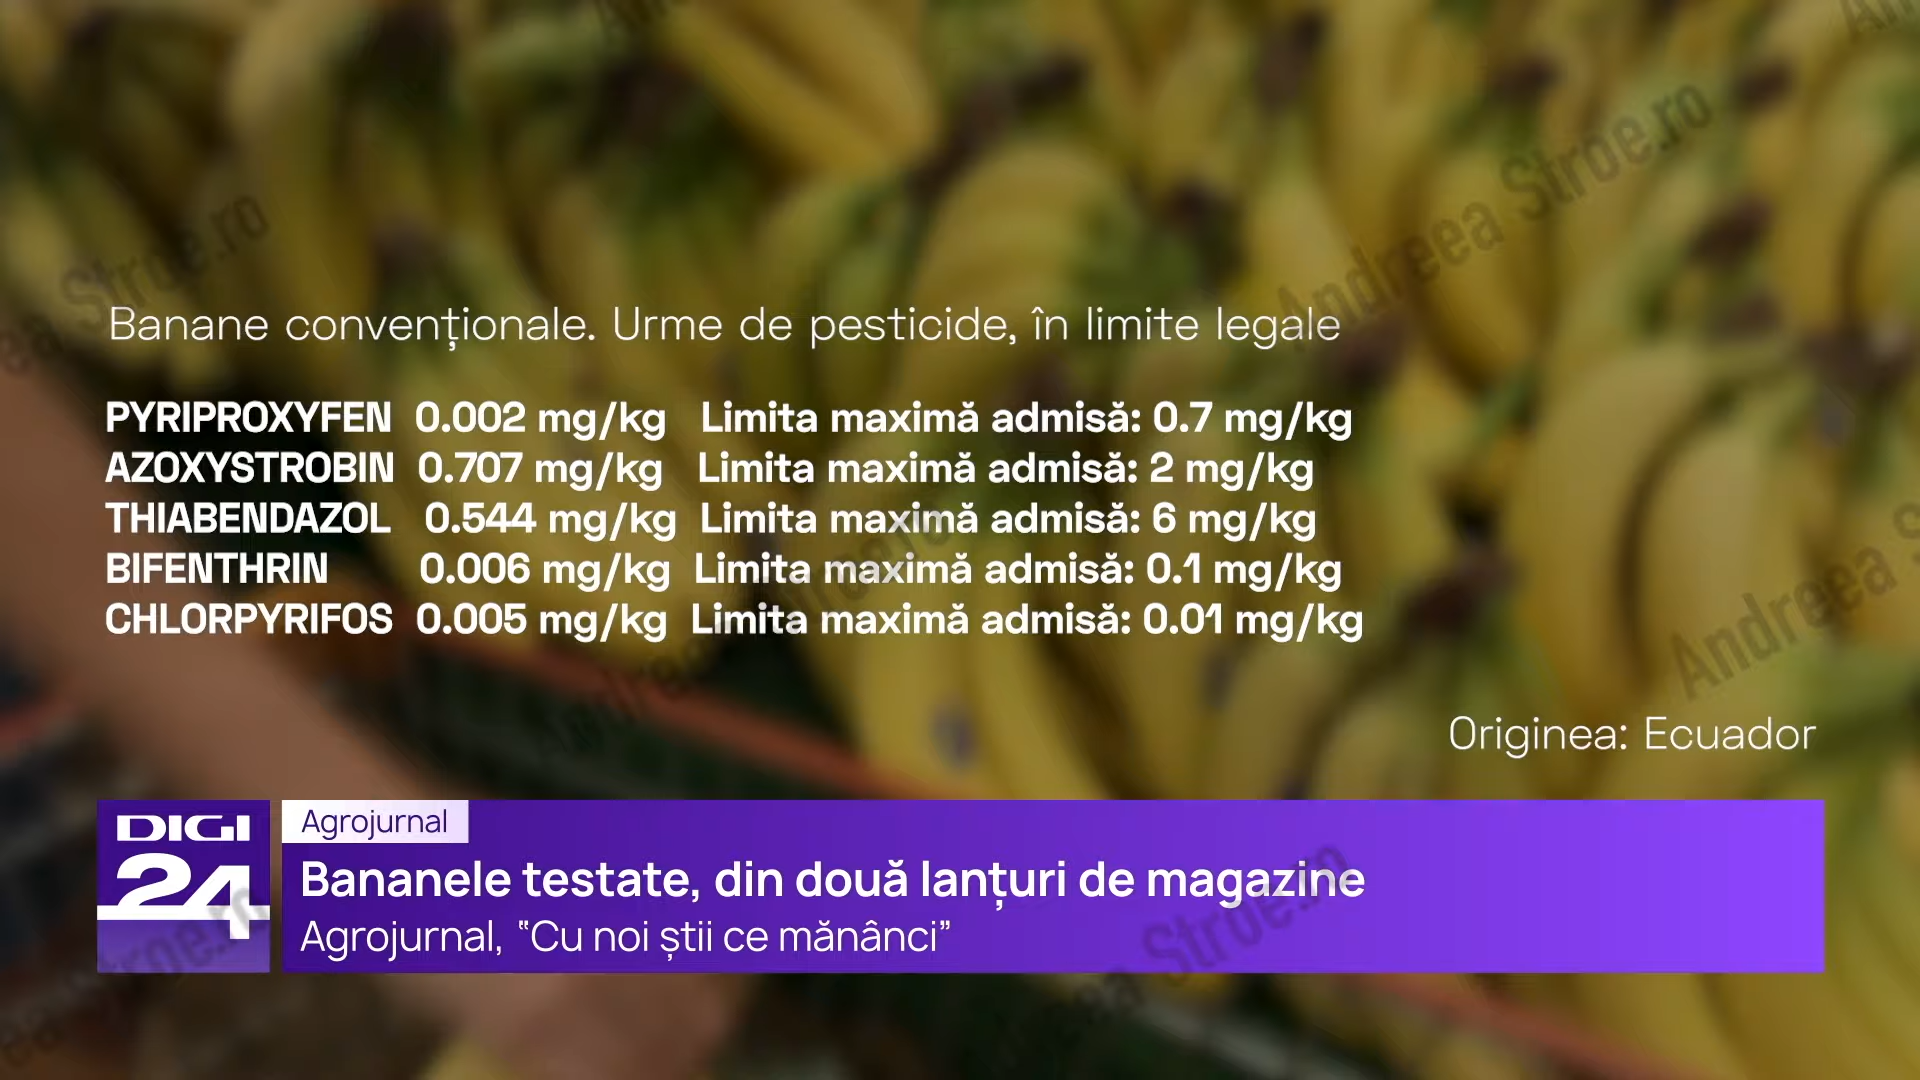 Banane convenționale. Urme de pesticide, în limite legale
PYRIPROXYFEN 0.002 mg/kg Limita maximă admisă: 0.7 mg/kg
AZOXYSTROBIN 0.707 mg/kg Limita maximă admisă: 2 mg/kg
THIABENDAZOL 0.544 mg/kg Limita maximă admisă: 6 mg/kg
BIFENTHRIN 0.006 mg/kg Limita maximă admisă: 0.1 mg/kg
CHLORPYRIFOS 0.005 mg/kg Limita maximă admisă: 0.01 mg/kg
Originea: Ecuador
DIGI
24
Agrojurnal
Bananele testate, din două lanțuri de magazine
Agrojurnal, "Cu noi știi ce mănânci"
Andreea Stroe.ro